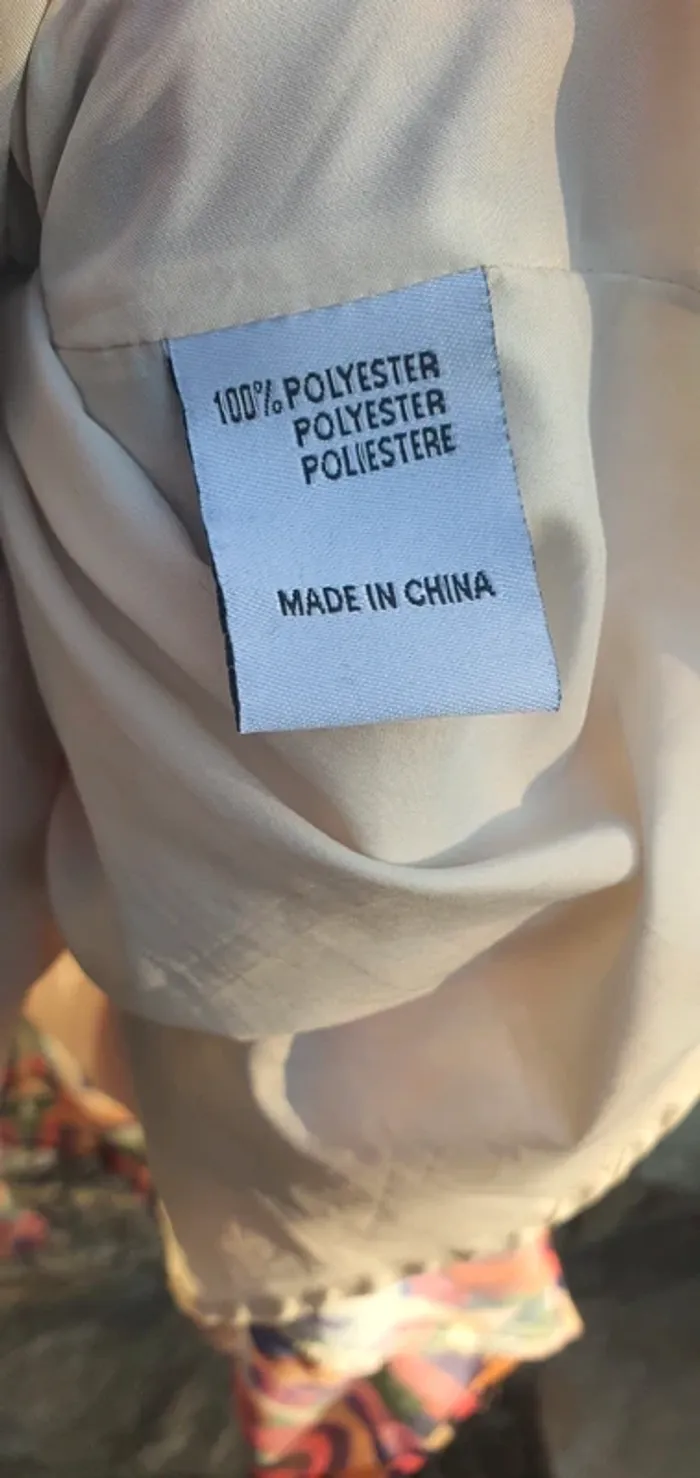 100% POLYESTER
POLYESTER
POLIESTERE
MADE IN CHINA